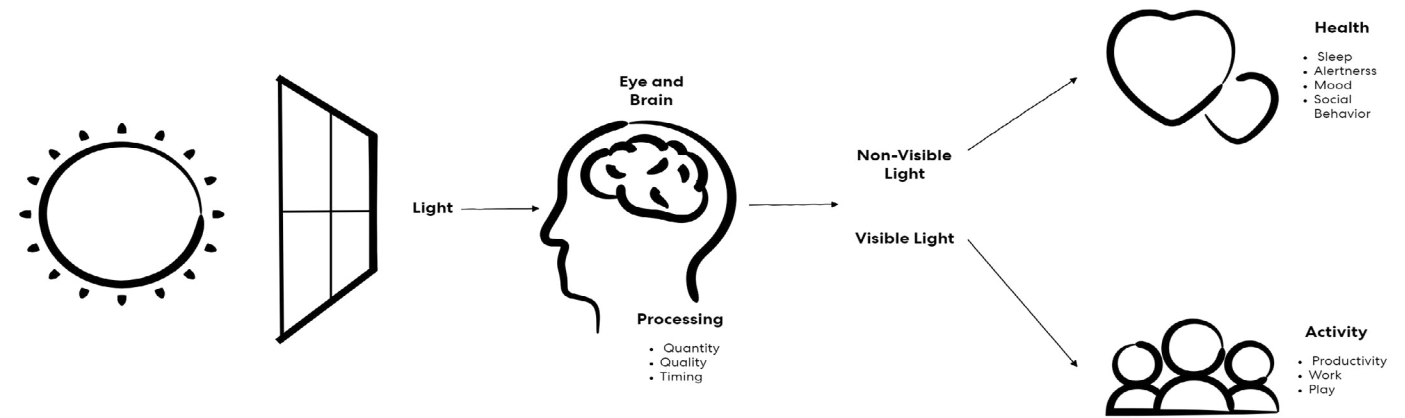 Light
Eye and
Brain
Processing
• Quantity
• Quality
• Timing
Non-Visible
Light
Visible Light
Health
• Sleep
• Alertnerss
• Mood
• Social
Behavior
Activity
• Productivity
• Work
• Play